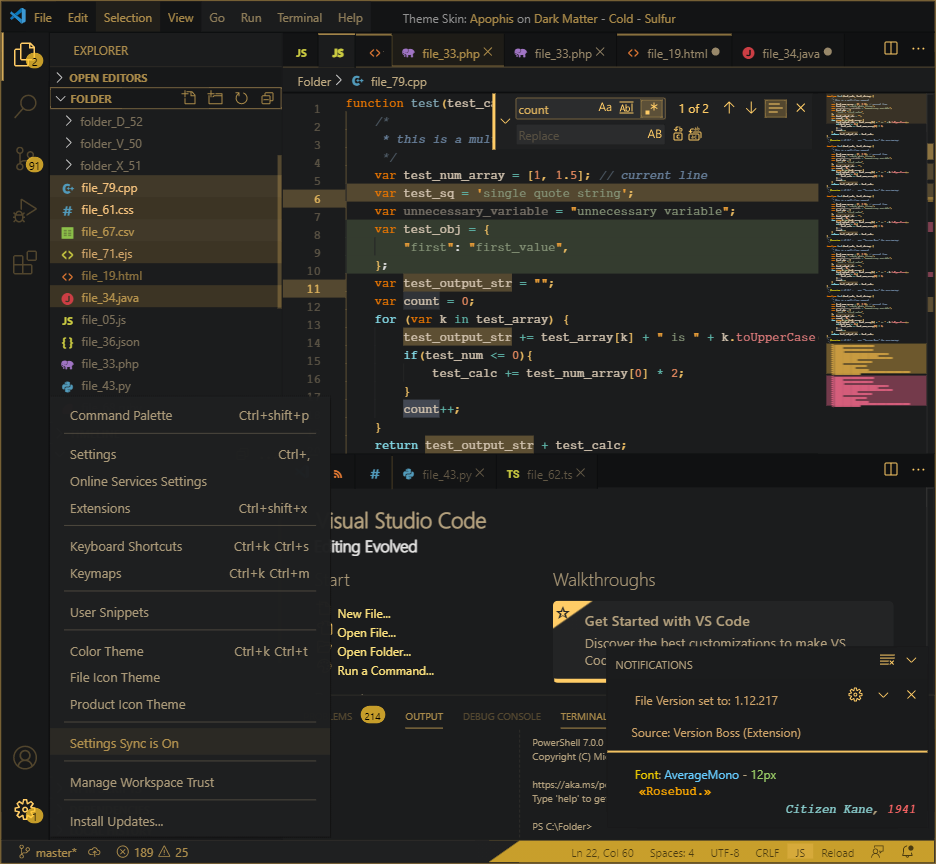 File Edit Selection View Go Run Terminal Help Theme Skin: Apophis on Dark Matter - Cold - Sulfur
2
EXPLORER
JS JS <> file_33.php file_33.php <> file_19.html file_34.java
OPEN EDITORS
Folder > file_79.cpp
FOLDER
folder_D_52
folder_V_50
folder_X_51
91
file_79.cpp
# file_61.css
file_67.csv
<> file_71.ejs
<> file_19.html
file_34.java
JS file_05.js
{} file_36.json
file_33.php
file_43.py
count Aa Abl .* 1 of 2
Replace AB
1 function test(test_ca
2 /*
3 * this is a mul
4 */
5 var test_num_array = [1, 1.5]; // current line
6 var test_sq = 'single quote string';
7 var unnecessary_variable = "unnecessary variable";
8 var test_obj = {
9 "first": "first_value",
10 };
11 var test_output_str = "";
12 var count = 0;
13 for (var k in test_array) {
14 test_output_str += test_array[k] + " is " + k.toUpperCase(
15 if(test_num <= 0){
16 test_calc += test_num_array[0] * 2;
17 }
count++;
}
return test_output_str + test_calc;
Command Palette Ctrl+shift+p
Settings Ctrl+,
Online Services Settings
Extensions Ctrl+shift+x
Keyboard Shortcuts Ctrl+k Ctrl+s
Keymaps Ctrl+k Ctrl+m
User Snippets
Color Theme Ctrl+k Ctrl+t
File Icon Theme
Product Icon Theme
Settings Sync is On
Manage Workspace Trust
Install Updates...
# file_43.py TS file_62.ts
isual Studio Code
iting Evolved
art
New File...
Open File...
Open Folder...
Run a Command...
Walkthroughs
Get Started with VS Code
Discover the best customizations to make VS
Cod
LEMS 214 OUTPUT DEBUG CONSOLE TERMINAL
PowerShell 7.0.0
Copyright (C) Mi
https://aka.ms/po
Type 'help' to get
PS C:\Folder>
NOTIFICATIONS
File Version set to: 1.12.217
Source: Version Boss (Extension)
Font: AverageMono - 12px
«Rosebud.»
Citizen Kane, 1941
1
master* 189 25 Ln 22, Col 60 Spaces: 4 UTF-8 CRLF JS Reload